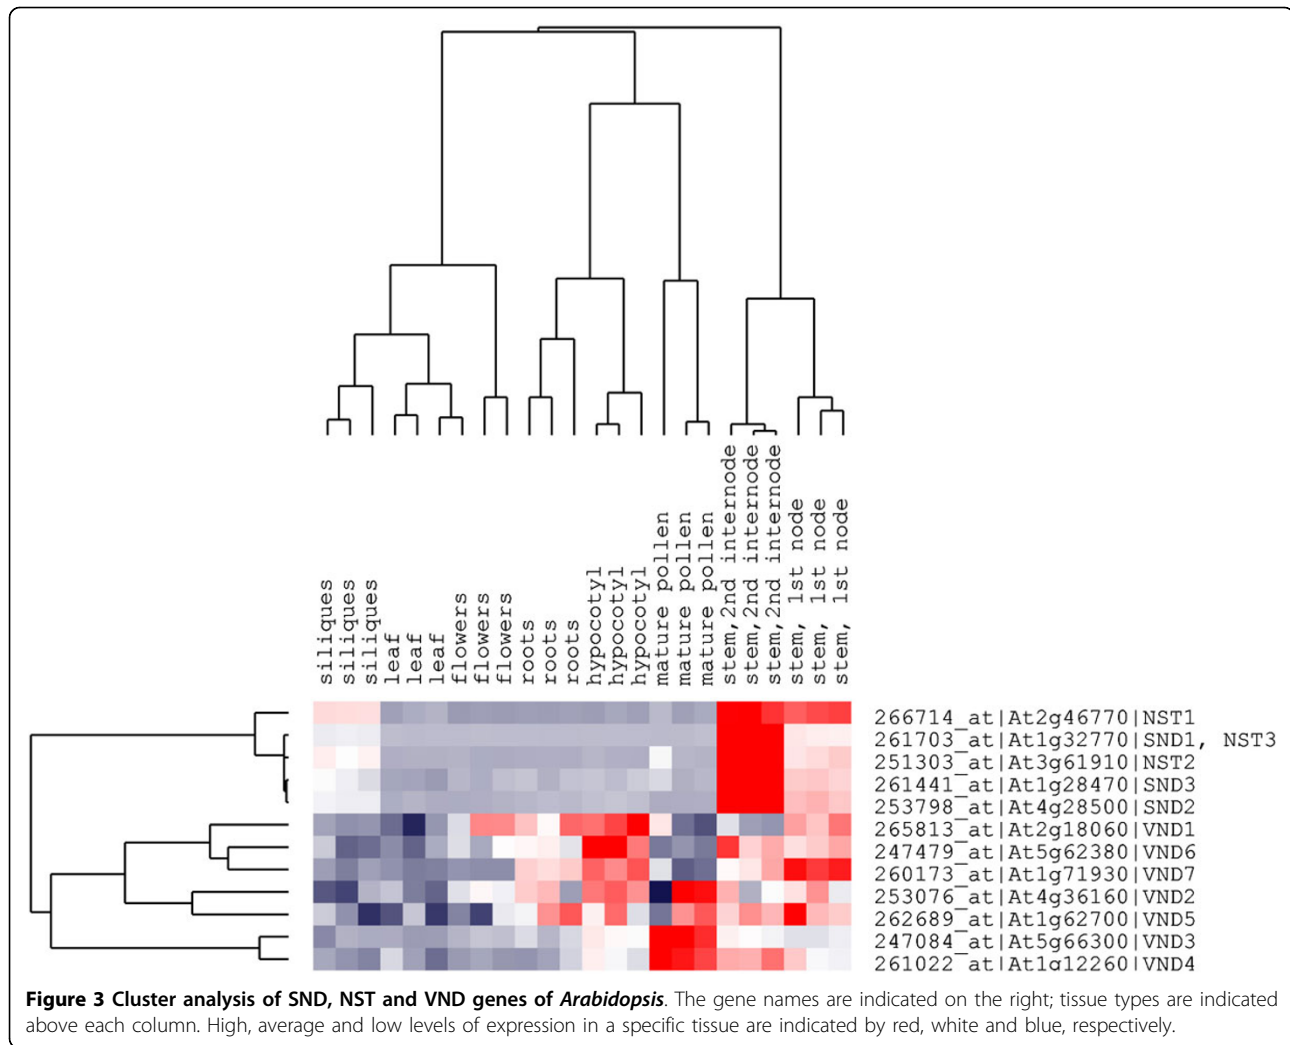 siliques
siliques
siliques
leaf
leaf
leaf
flowers
flowers
flowers
roots
roots
roots
hypocotyl
hypocotyl
hypocotyl
mature pollen
mature pollen
mature pollen
stem,2nd internode
stem,2nd internode
stem,2nd internode
stem, 1st node
stem, 1st node
stem, 1st node
266714_at|At2g46770|NST1
261703_at|At1g32770|SND1, NST3
251303_at|At3g61910|NST2
261441_at|At1g28470|SND3
253798_at|At4g28500|SND2
265813_at|At2g18060|VND1
247479_at|At5g62380|VND6
260173_at|At1g71930|VND7
253076_at|At4g36160|VND2
262689_at|At1g62700|VND5
247084_at|At5g66300|VND3
261022_at|At1g12260|VND4
Figure 3 Cluster analysis of SND, NST and VND genes of Arabidopsis. The gene names are indicated on the right; tissue types are indicated
above each column. High, average and low levels of expression in a specific tissue are indicated by red, white and blue, respectively.